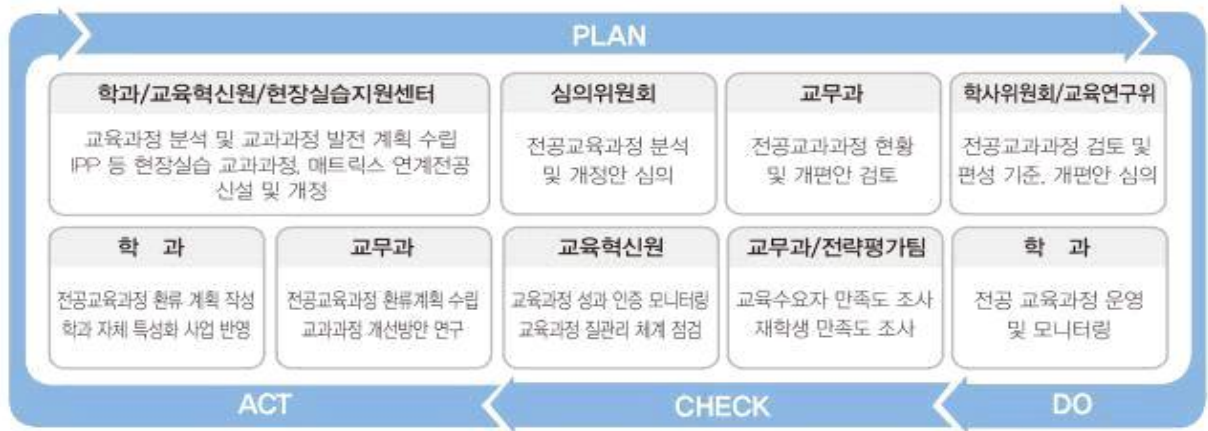 PLAN
학과/교육혁신원/현장실습지원센터
교육과정 분석 및 교과과정 발전 계획 수립
IPP 등 현장실습 교과과정, 매트릭스 연계전공
신설 및 개정
심의위원회
전공교육과정 분석
및 개정안 심의
교무과
전공교과과정 현황
및 개편안 검토
학사위원회/교육연구위
전공교과과정 검토 및
편성 기준, 개편안 심의
학 과
전공교육과정 환류 계획 작성
학과 자체 특성화 사업 반영
교무과
전공교육과정 환류계획 수립
교과과정 개선방안 연구
교육혁신원
교육과정 성과 인증 모니터링
교육과정 질관리 체계 점검
교무과/전략평가팀
교육수요자 만족도 조사
재학생 만족도 조사
학 과
전공 교육과정 운영
및 모니터링
ACT
CHECK
DO